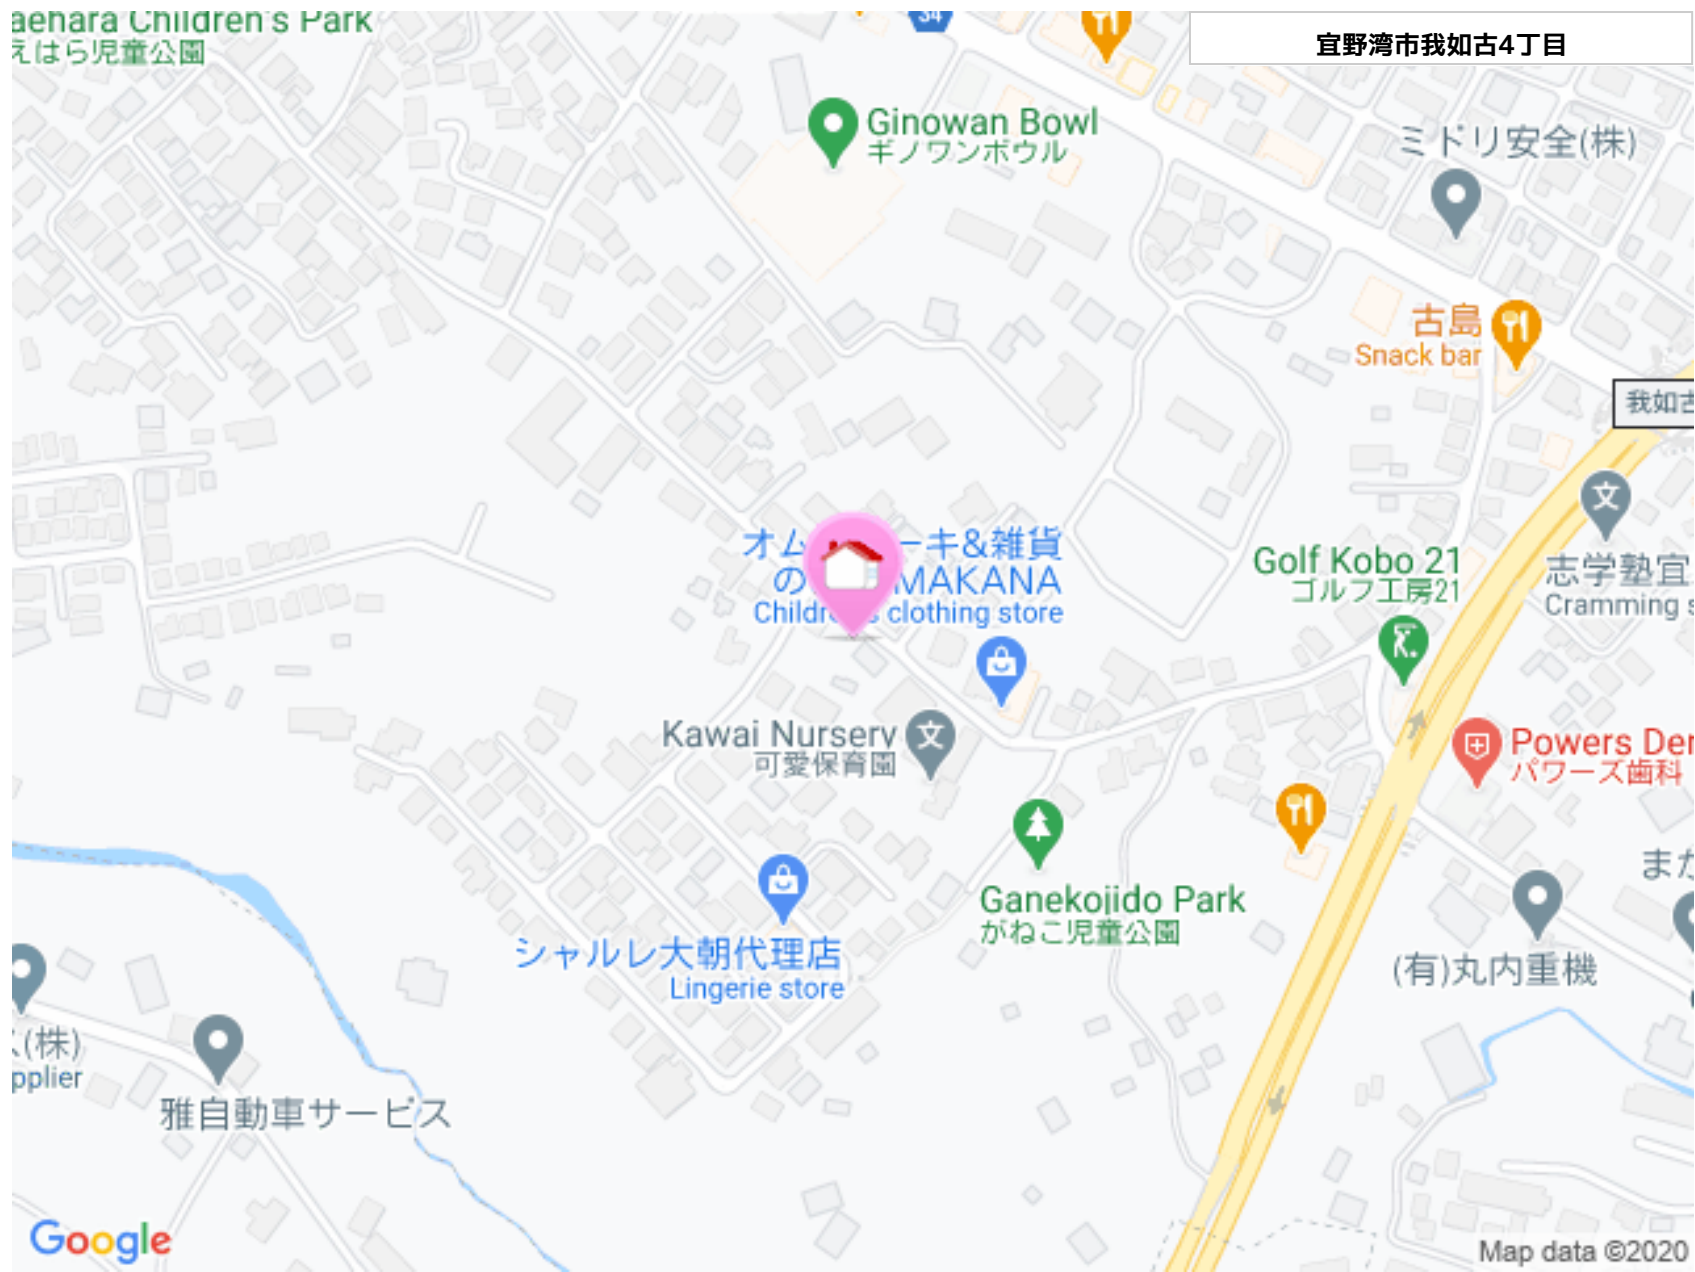 aehara Children's Park
えはら児童公園
34
宜野湾市我如古4丁目
Ginowan Bowl
ギノワンボウル
ミドリ安全(株)
古島
Snack bar
我如古
オム ーキ&雑貨
の MAKANA
Children's clothing store
Golf Kobo 21
ゴルフ工房21
文
志学塾宜
Cramming s
Kawai Nursery
可愛保育園
文
Powers Den
パワーズ歯科
Ganekojido Park
がねこ児童公園
シャルレ大朝代理店
Lingerie store
(有)丸内重機
(株)
pplier
雅自動車サービス
Google
Map data ©2020